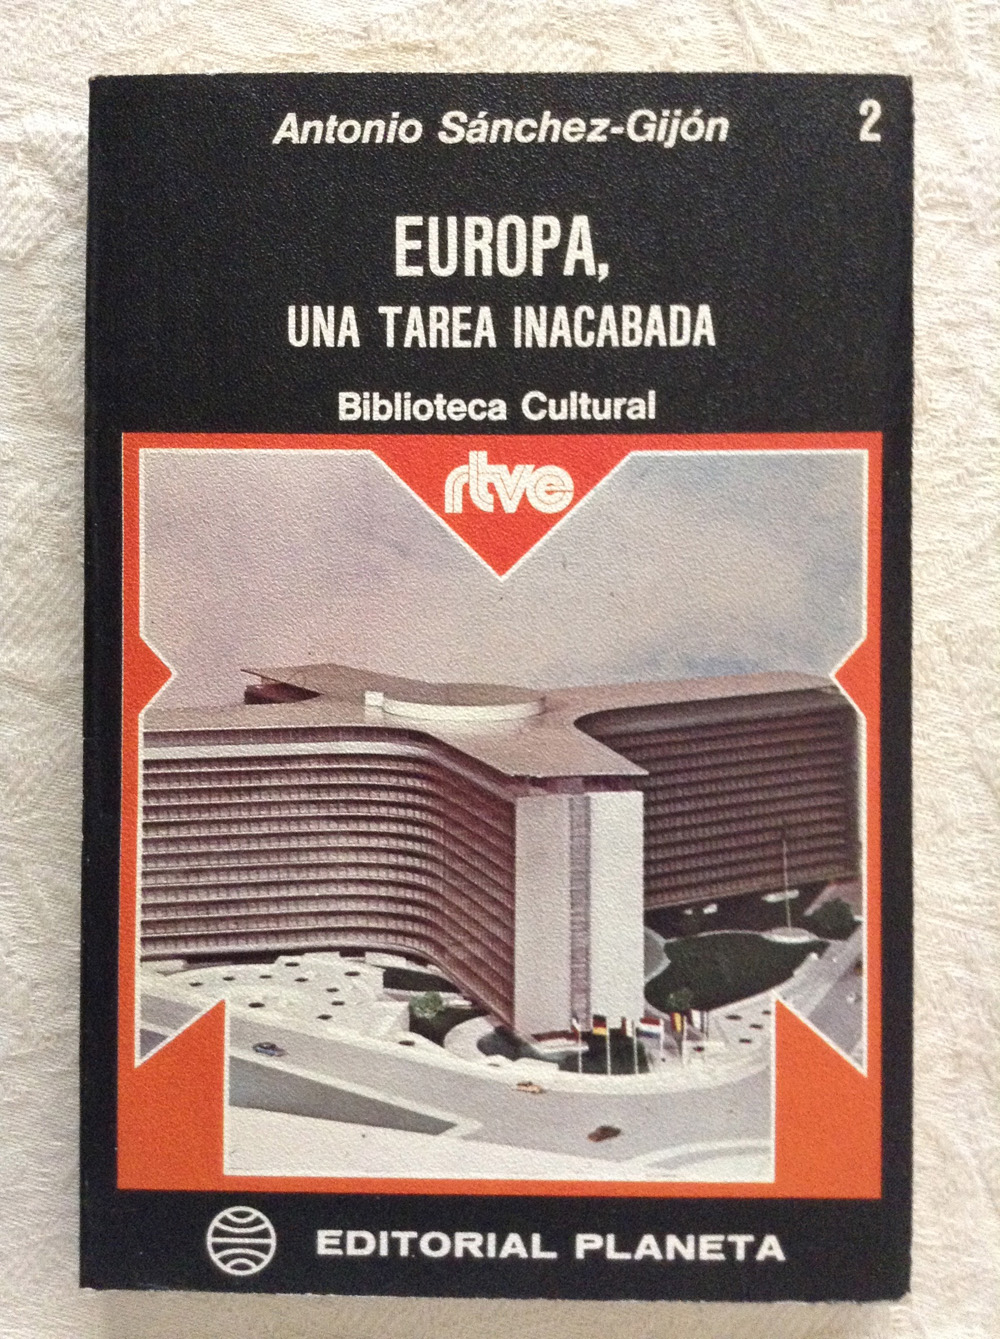 Antonio Sánchez-Gijón
2
EUROPA,
UNA TAREA INACABADA
Biblioteca Cultural
rtve
EDITORIAL PLANETA